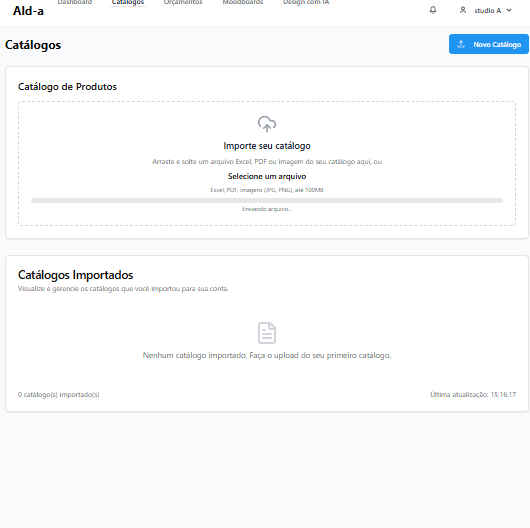 Ald-a
Dashboard Catálogos Orçamentos Moodboards Design com IA
studio A
Catálogos
Novo Catálogo
Catálogo de Produtos
Importe seu catálogo
Arraste e solte um arquivo Excel, PDF ou imagem do seu catálogo aqui, ou
Selecione um arquivo
Excel, PDF, imagens (JPG, PNG), até 100MB
Enviando arquivo...
Catálogos Importados
Visualize e gerencie os catálogos que você importou para sua conta.
Nenhum catálogo importado. Faça o upload do seu primeiro catálogo.
0 catálogo(s) importado(s)
Última atualização: 15:16:17